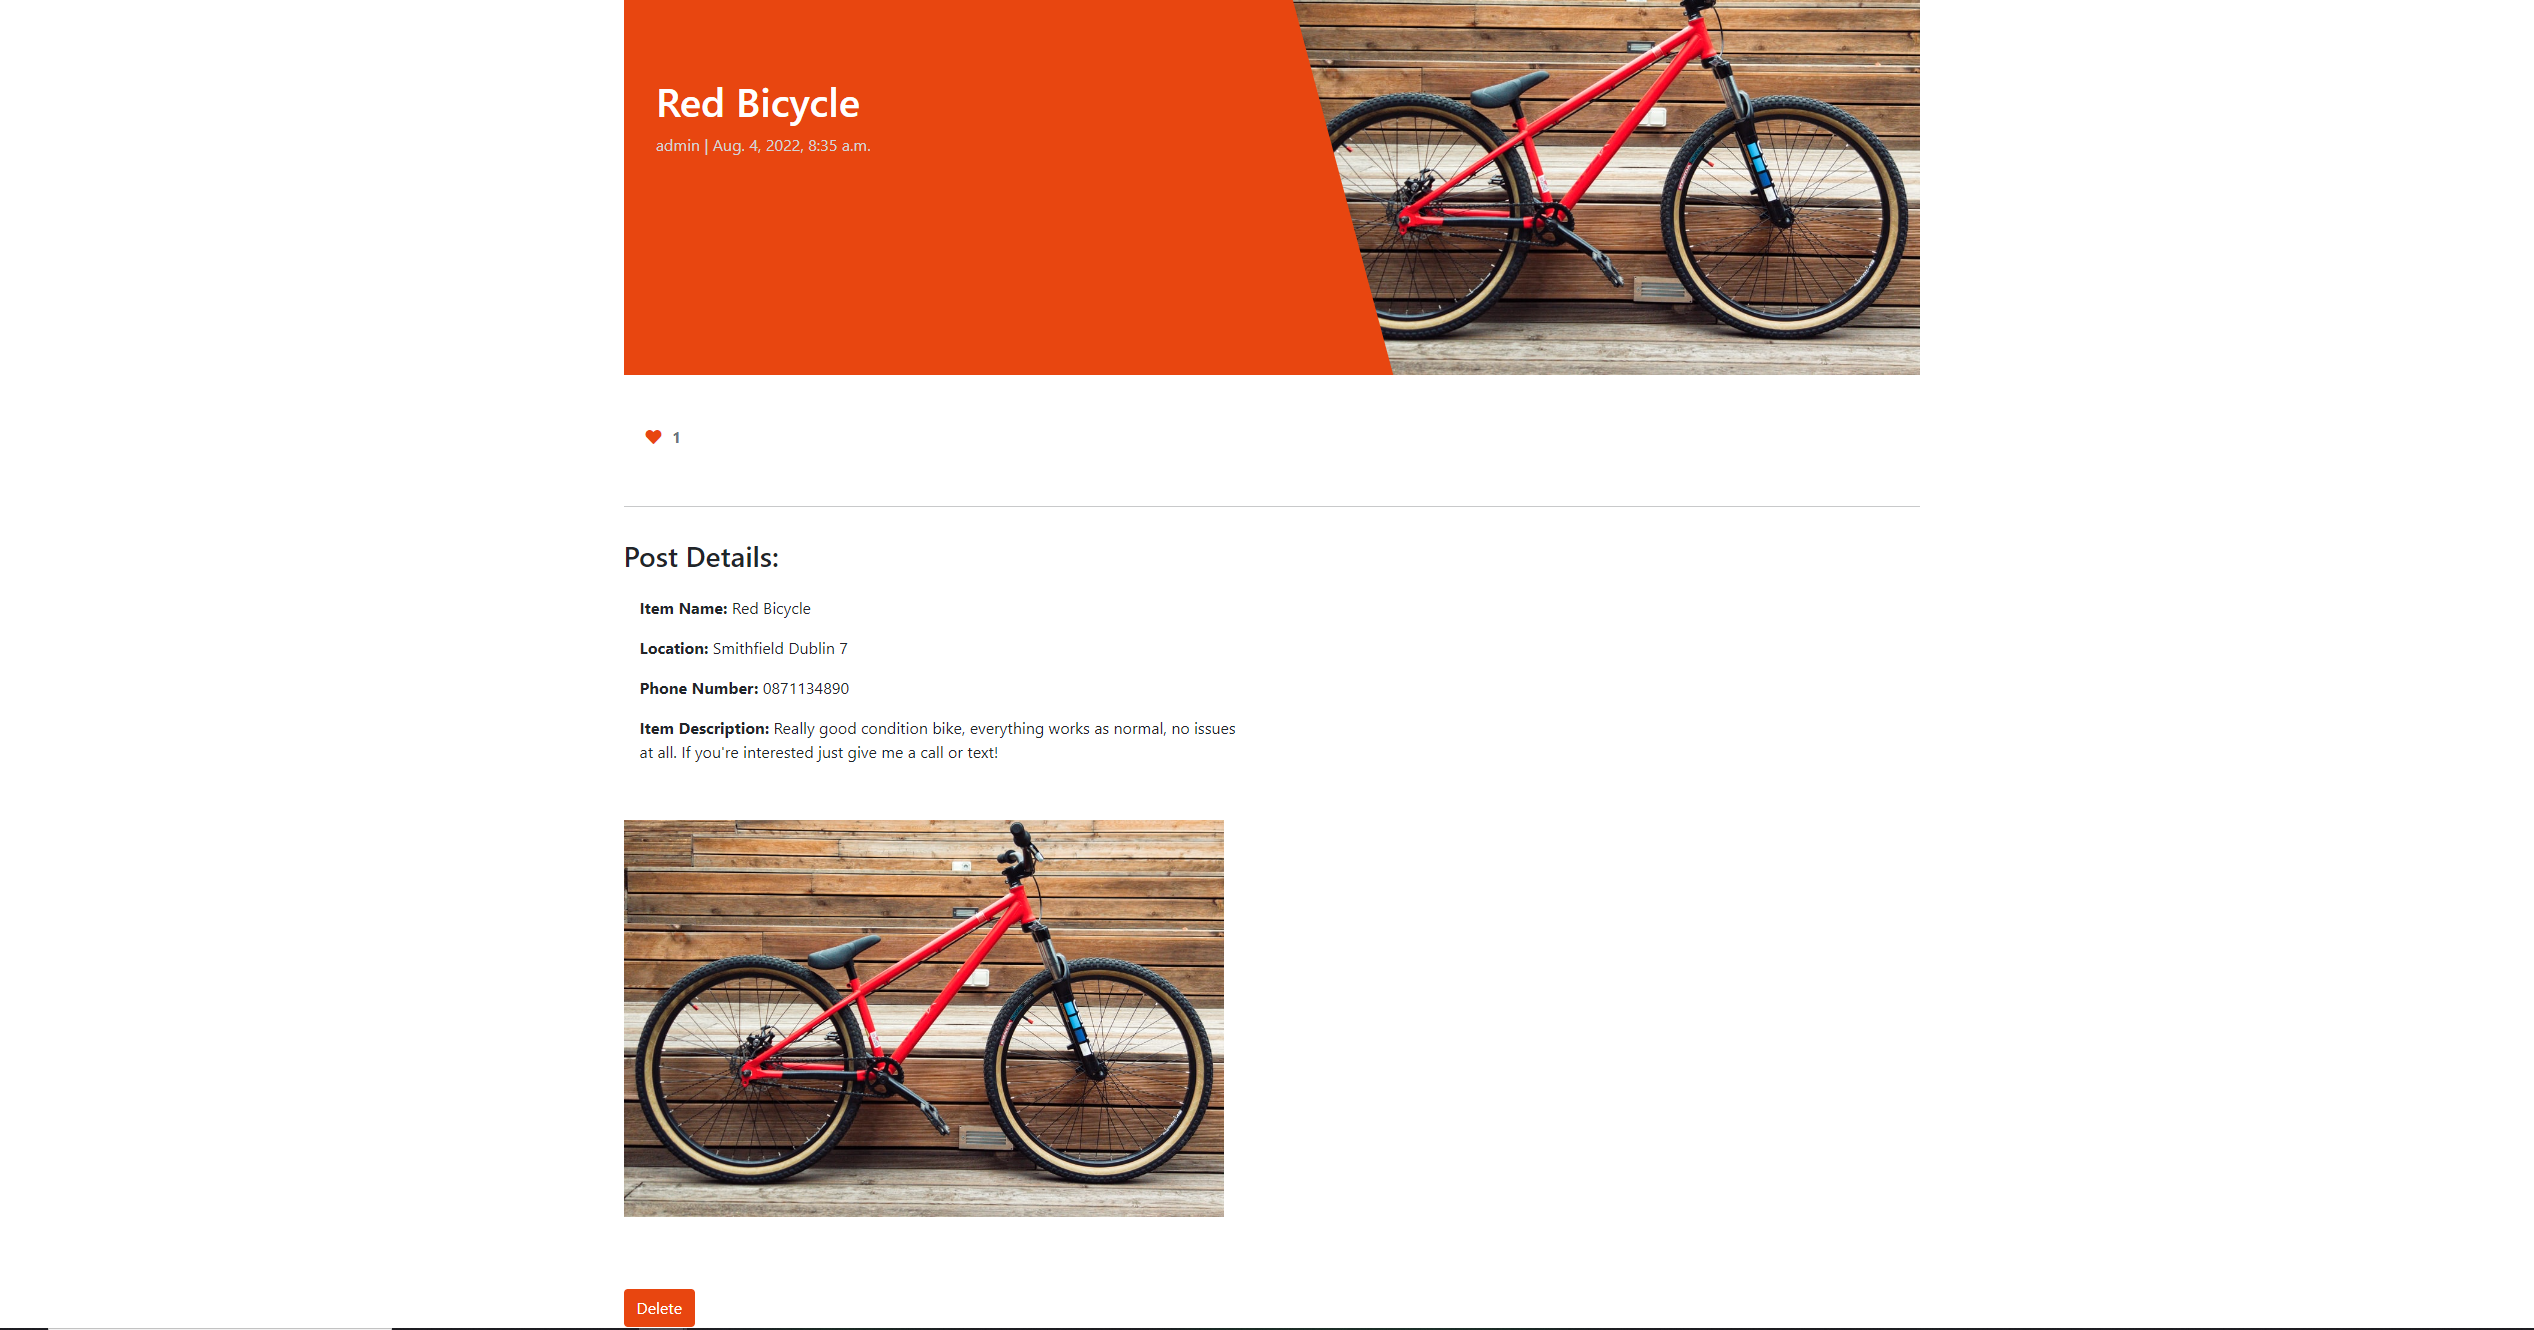 Red Bicycle
admin | Aug. 4, 2022, 8:35 a.m.
1
Post Details:
Item Name: Red Bicycle
Location: Smithfield Dublin 7
Phone Number: 0871134890
Item Description: Really good condition bike, everything works as normal, no issues
at all. If you're interested just give me a call or text!
Delete